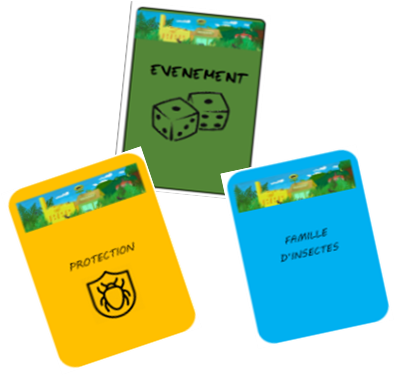 EVENEMENT
PROTECTION
FAMILLE
D'INSECTES